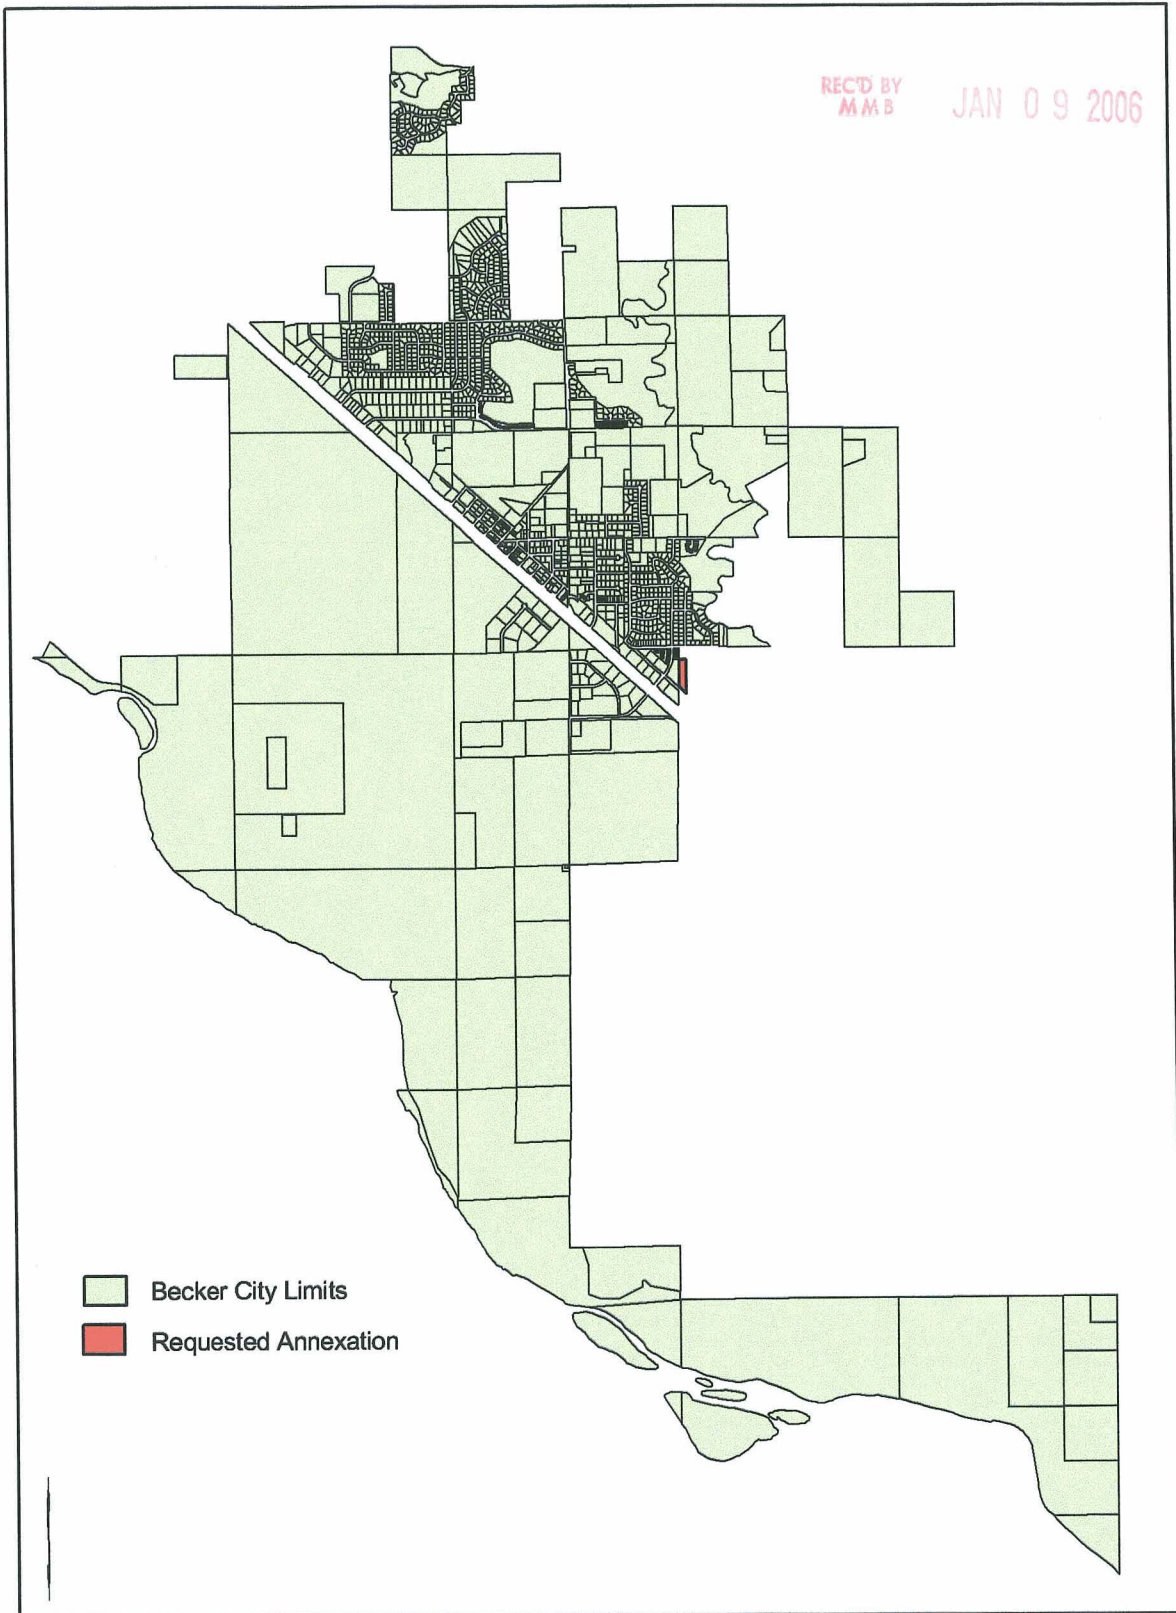 REC'D BY
MMB
JAN 09 2006
Becker City Limits
Requested Annexation